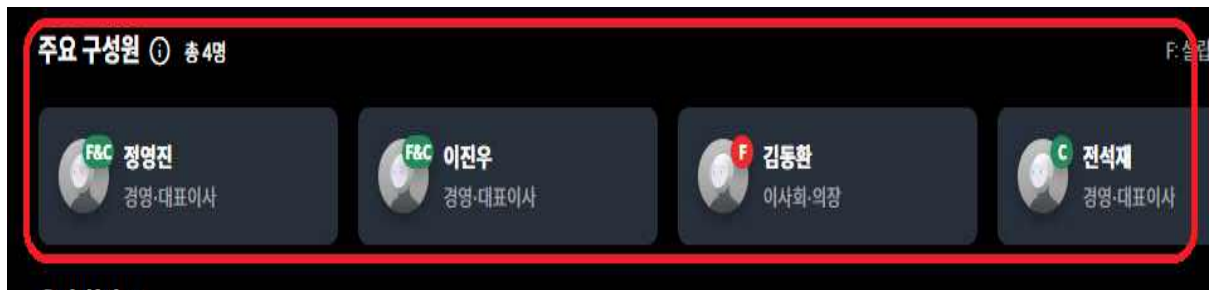 주요 구성원 ⓘ 총 4명
F: 설립
F&C 정영진
경영·대표이사
F&C 이진우
경영·대표이사
F 김동환
이사회·의장
C 전석재
경영·대표이사